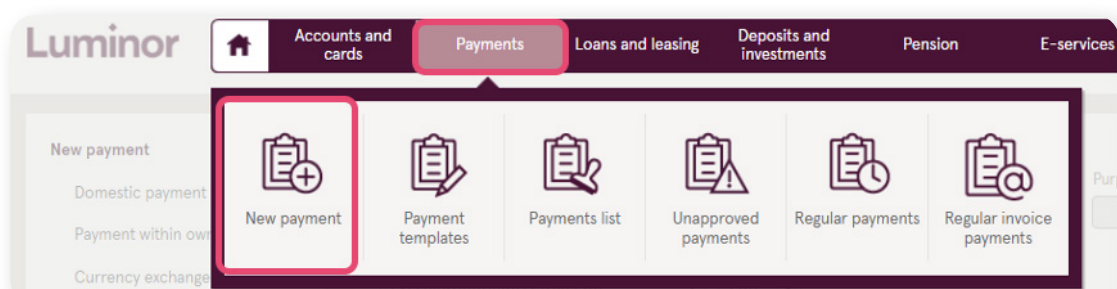 Luminor
Accounts and
cards
Payments
Loans and leasing
Deposits and
investments
Pension
E-services
New payment
Domestic payment
Payment within
Currency exchange
New payment
Payment
templates
Payments list
Unapproved
payments
Regular payments
Regular invoice
payments